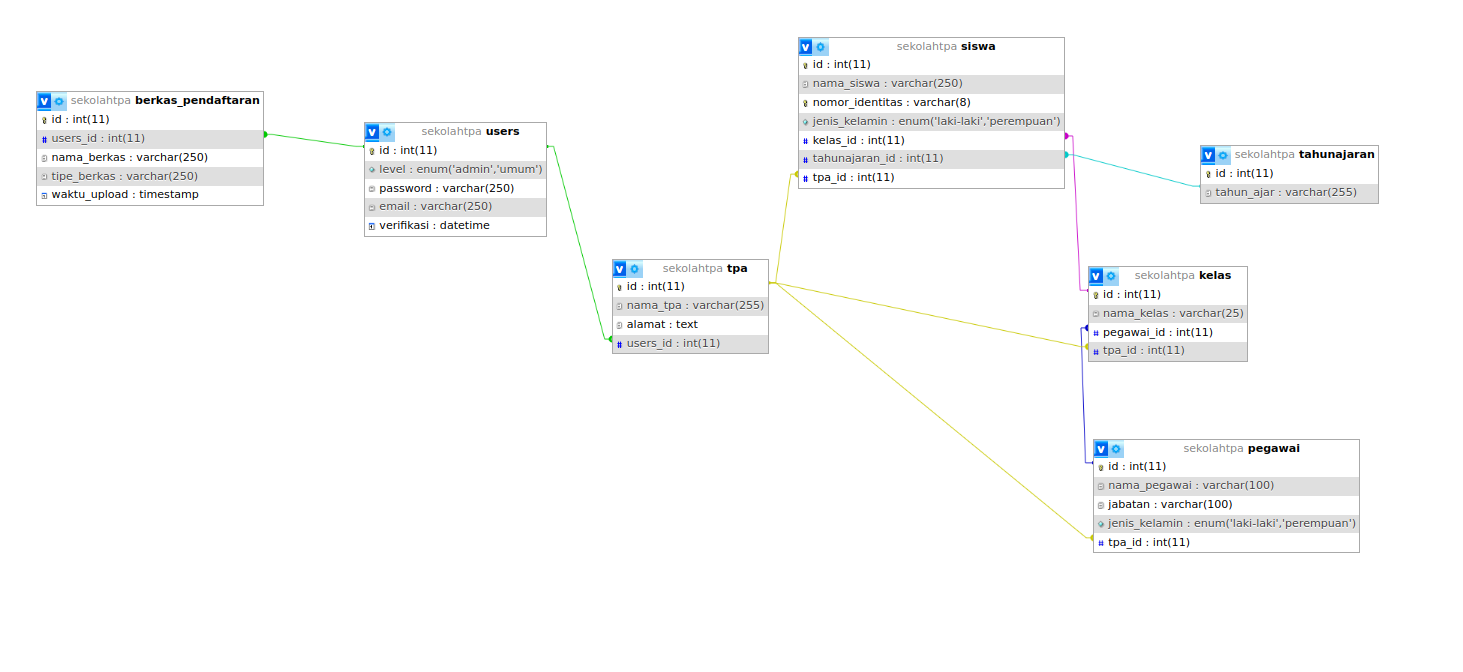 sekolahtpa berkas_pendaftaran
id : int(11)
users_id : int(11)
nama_berkas : varchar(250)
tipe_berkas : varchar(250)
waktu_upload : timestamp
sekolahtpa users
id : int(11)
level : enum('admin','umum')
password : varchar(250)
email : varchar(250)
verifikasi : datetime
sekolahtpa tpa
id : int(11)
nama_tpa : varchar(255)
alamat : text
users_id : int(11)
sekolahtpa siswa
id : int(11)
nama_siswa : varchar(250)
nomor_identitas : varchar(8)
jenis_kelamin : enum('laki-laki','perempuan')
kelas_id : int(11)
tahunajaran_id : int(11)
tpa_id : int(11)
sekolahtpa tahunajaran
id : int(11)
tahun_ajar : varchar(255)
sekolahtpa kelas
id : int(11)
nama_kelas : varchar(25)
pegawai_id : int(11)
tpa_id : int(11)
sekolahtpa pegawai
id : int(11)
nama_pegawai : varchar(100)
jabatan : varchar(100)
jenis_kelamin : enum('laki-laki','perempuan')
tpa_id : int(11)